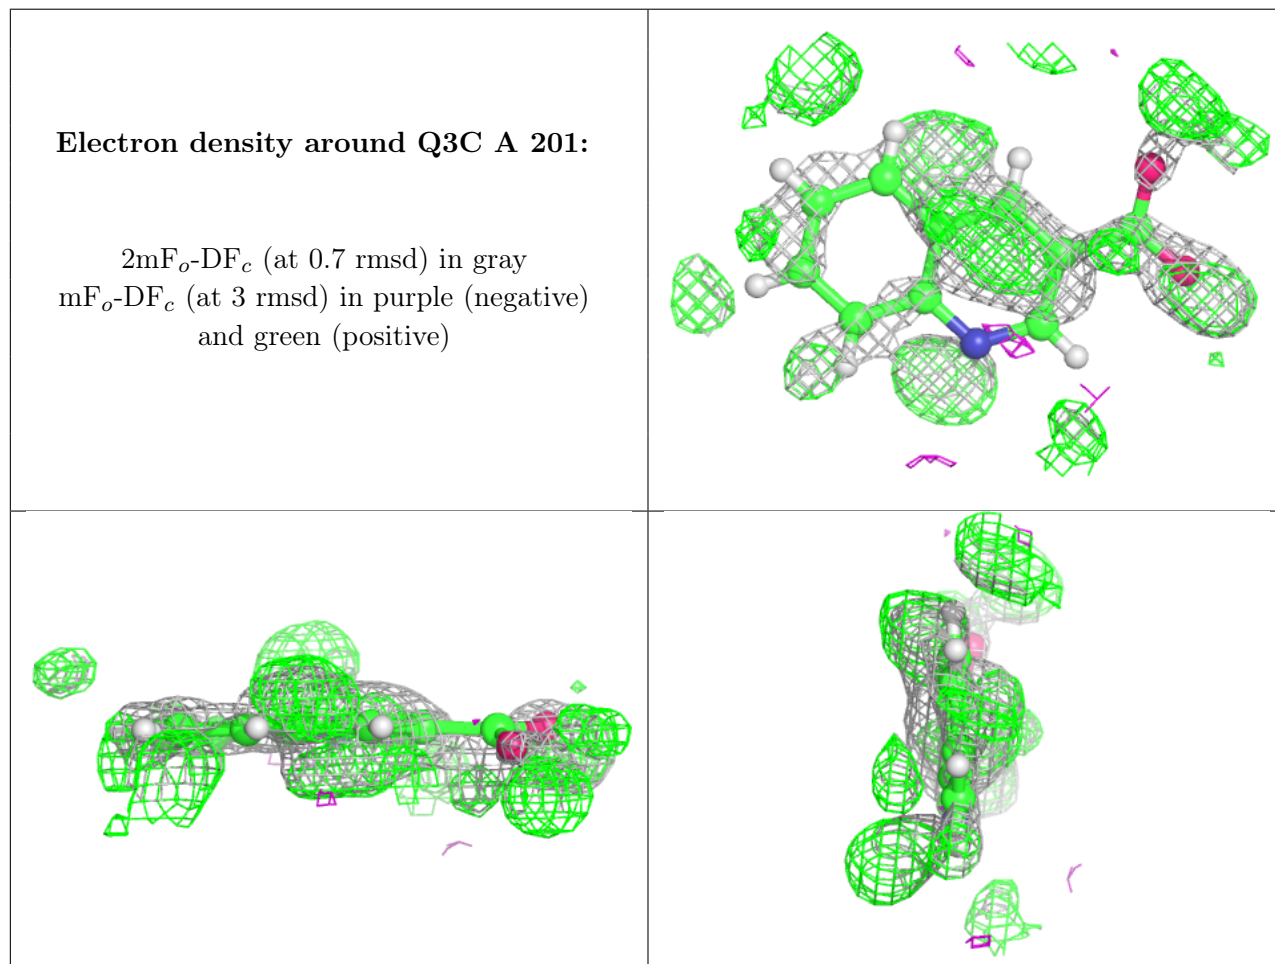 Electron density around Q3C A 201:
2mFo-DFc (at 0.7 rmsd) in gray
mFo-DFc (at 3 rmsd) in purple (negative)
and green (positive)